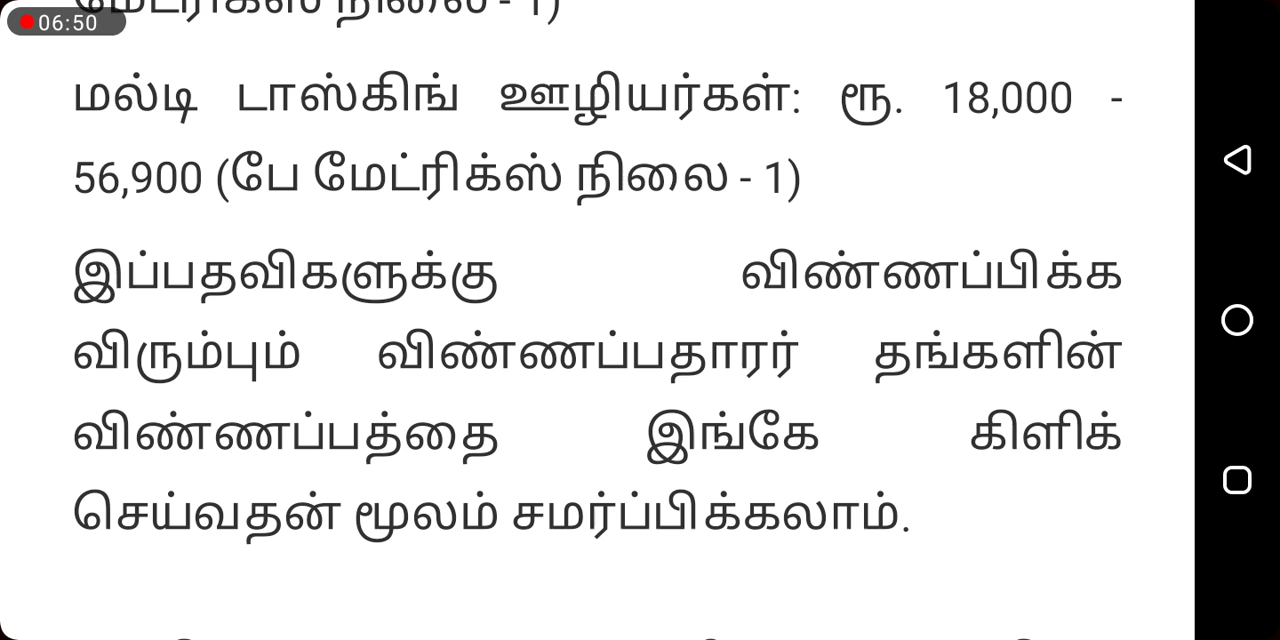 06:50
மேட்ரிக்ஸ் நிலை - 1)
மல்டி டாஸ்கிங் ஊழியர்கள்: ரூ. 18,000 -
56,900 (பே மேட்ரிக்ஸ் நிலை - 1)
இப்பதவிகளுக்கு விண்ணப்பிக்க
விரும்பும் விண்ணப்பதாரர் தங்களின்
விண்ணப்பத்தை இங்கே கிளிக்
செய்வதன் மூலம் சமர்ப்பிக்கலாம்.